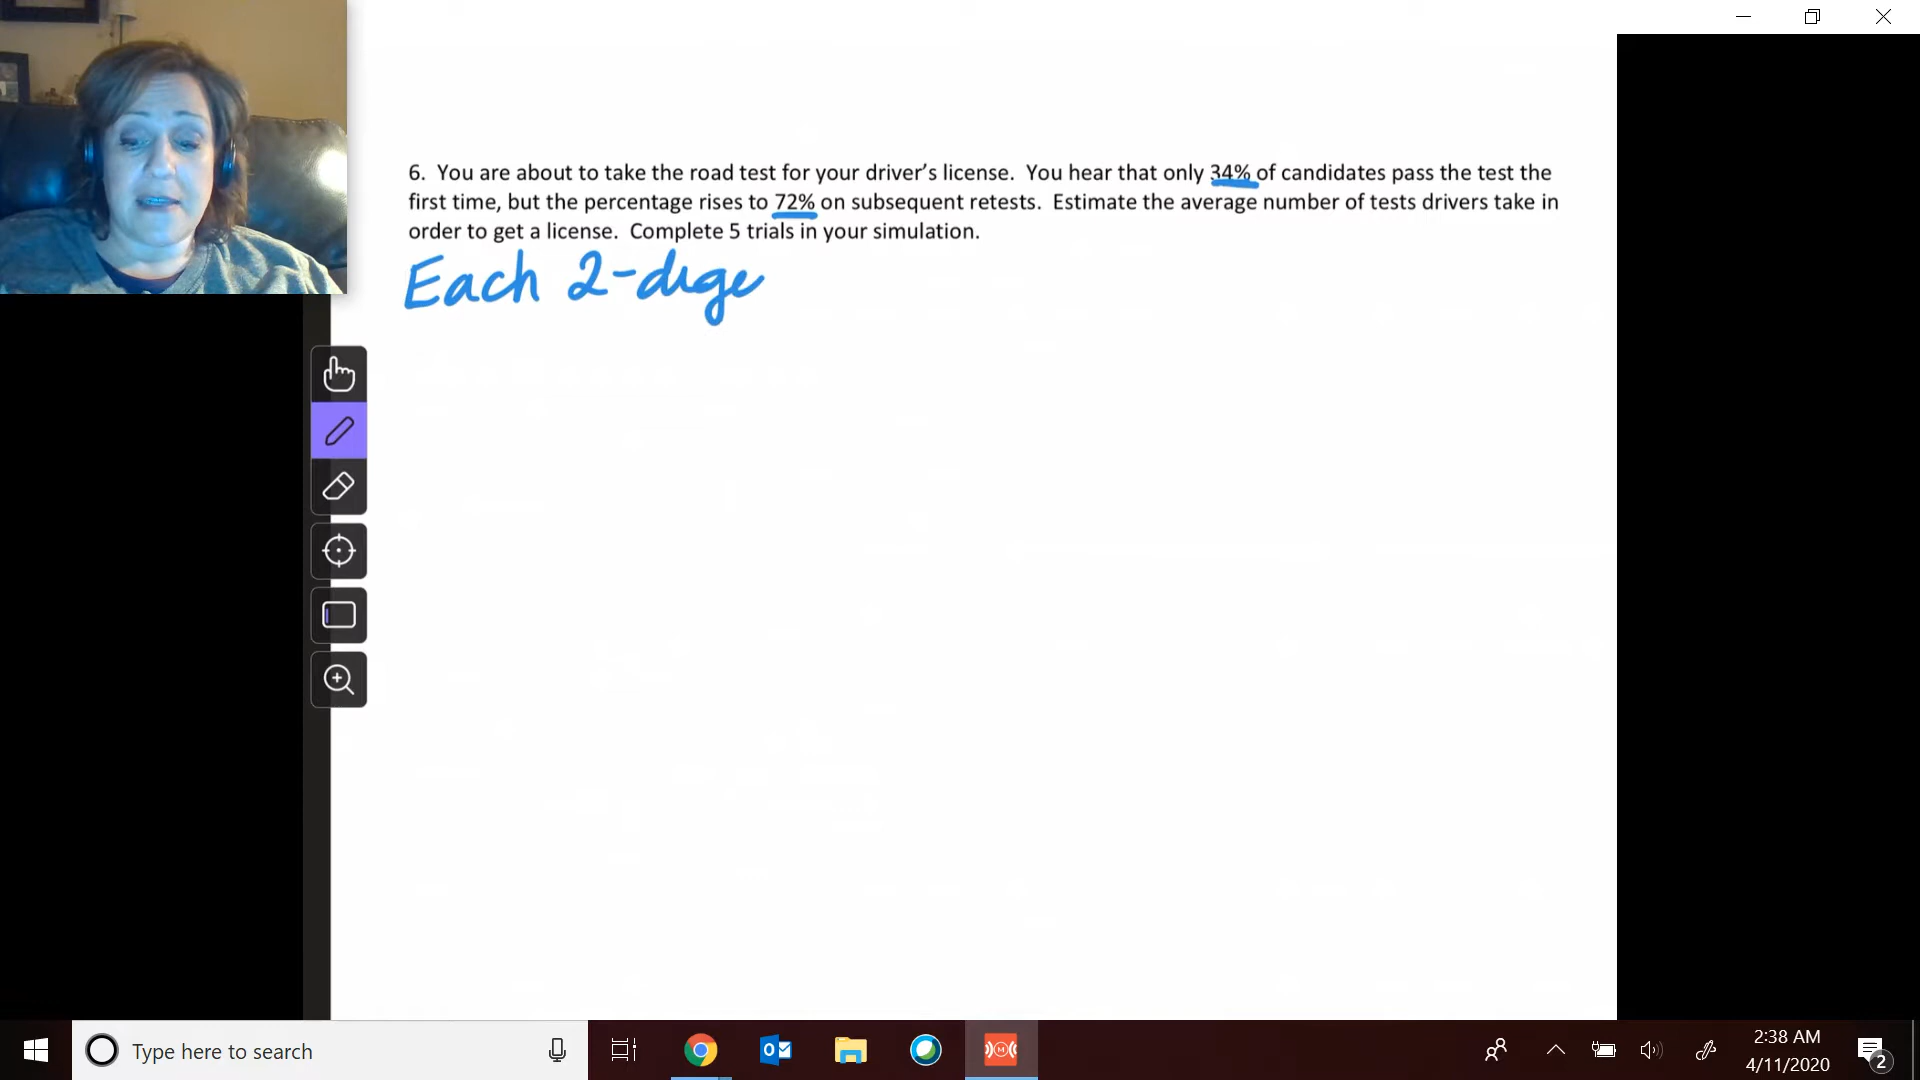 6. You are about to take the road test for your driver’s license. You hear that only 34% of candidates pass the test the
first time, but the percentage rises to 72% on subsequent retests. Estimate the average number of tests drivers take in
order to get a license. Complete 5 trials in your simulation.
Each 2-dige
Type here to search
2:38 AM
4/11/2020
2